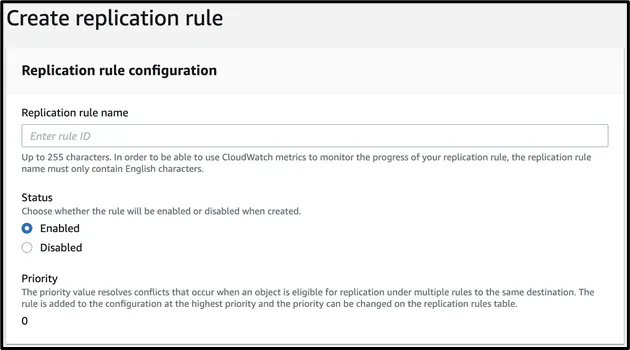 Create replication rule
Replication rule configuration
Replication rule name
Enter rule ID
Up to 255 characters. In order to be able to use CloudWatch metrics to monitor the progress of your replication rule, the replication rule
name must only contain English characters.
Status
Choose whether the rule will be enabled or disabled when created.
Enabled
Disabled
Priority
The priority value resolves conflicts that occur when an object is eligible for replication under multiple rules to the same destination. The
rule is added to the configuration at the highest priority and the priority can be changed on the replication rules table.
0